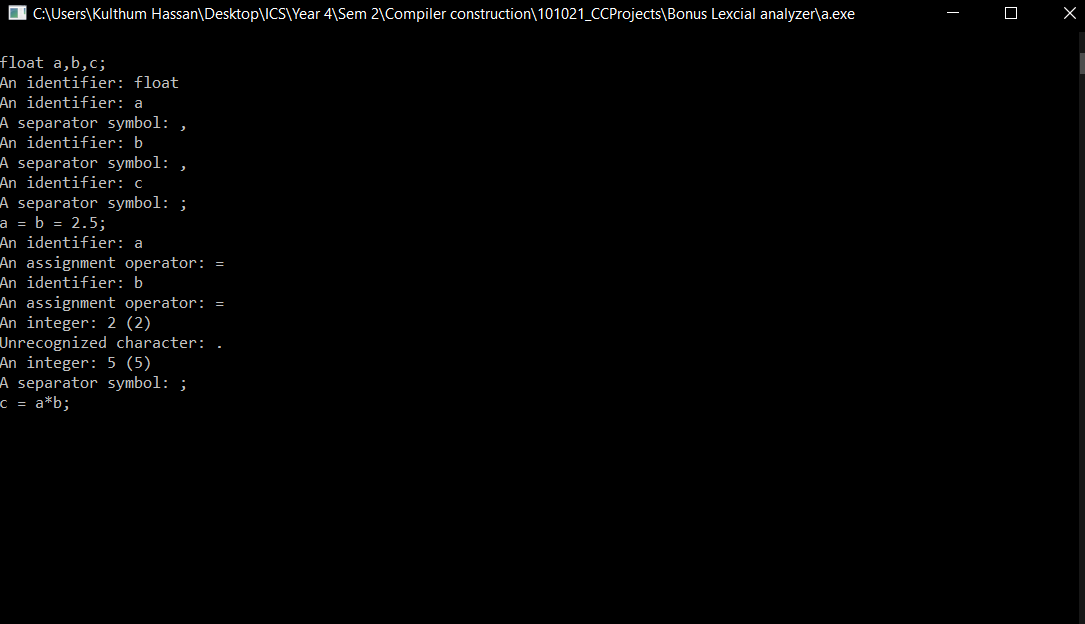 C:\Users\Kulthum Hassan\Desktop\ICS\Year 4\Sem 2\Compiler construction\101021_CCProjects\Bonus Lexcial analyzer\a.exe
float a,b,c;
An identifier: float
An identifier: a
A separator symbol: ,
An identifier: b
A separator symbol: ,
An identifier: c
A separator symbol: ;
a = b = 2.5;
An identifier: a
An assignment operator: =
An identifier: b
An assignment operator: =
An integer: 2 (2)
Unrecognized character: .
An integer: 5 (5)
A separator symbol: ;
c = a*b;